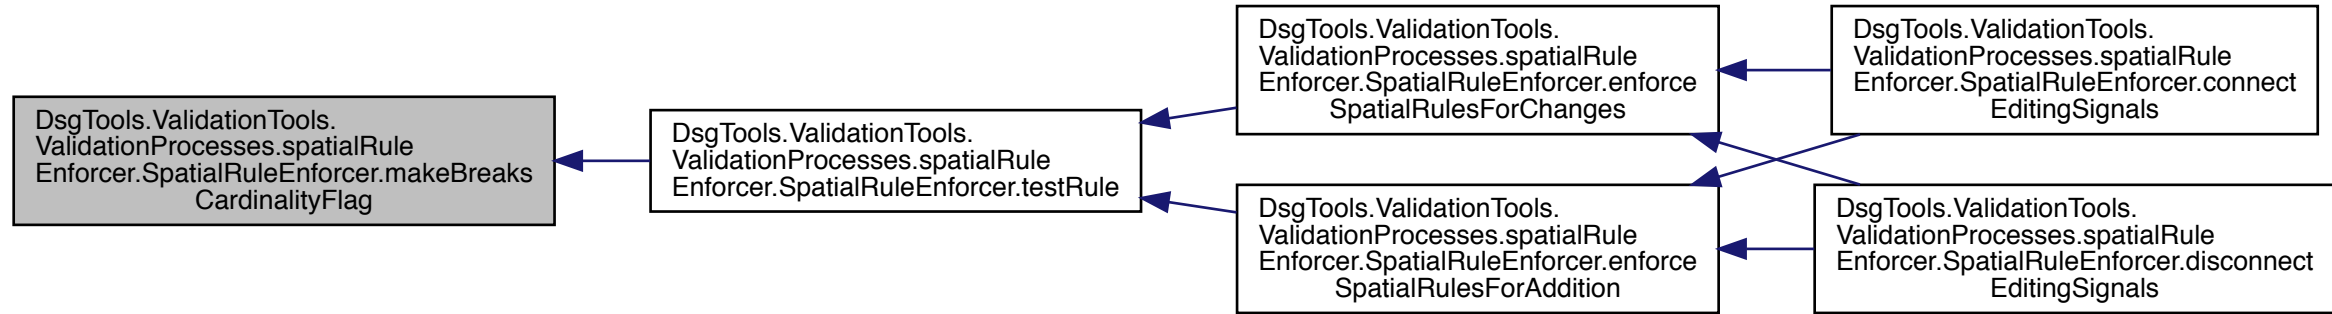 DsgTools.ValidationTools.
ValidationProcesses.spatialRule
Enforcer.SpatialRuleEnforcer.makeBreaks
CardinalityFlag
DsgTools.ValidationTools.
ValidationProcesses.spatialRule
Enforcer.SpatialRuleEnforcer.testRule
DsgTools.ValidationTools.
ValidationProcesses.spatialRule
Enforcer.SpatialRuleEnforcer.enforce
SpatialRulesForChanges
DsgTools.ValidationTools.
ValidationProcesses.spatialRule
Enforcer.SpatialRuleEnforcer.enforce
SpatialRulesForAddition
DsgTools.ValidationTools.
ValidationProcesses.spatialRule
Enforcer.SpatialRuleEnforcer.connect
EditingSignals
DsgTools.ValidationTools.
ValidationProcesses.spatialRule
Enforcer.SpatialRuleEnforcer.disconnect
EditingSignals